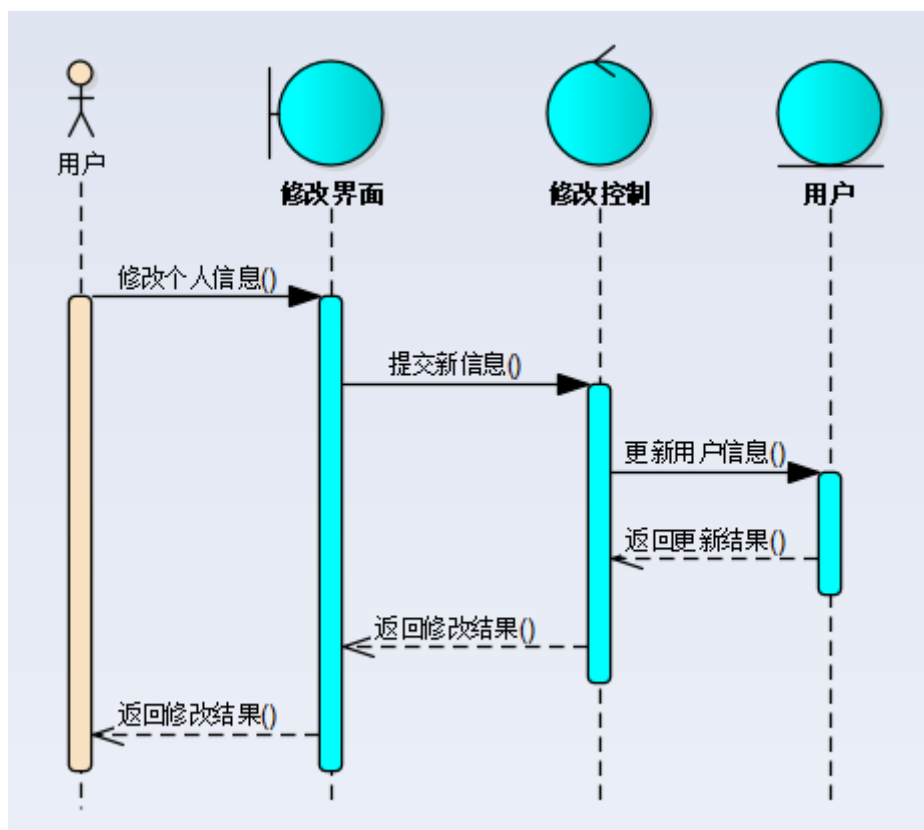 用户
修改界面
修改控制
用户
修改个人信息()
提交新信息()
更新用户信息()
返回更新结果()
返回修改结果()
返回修改结果()